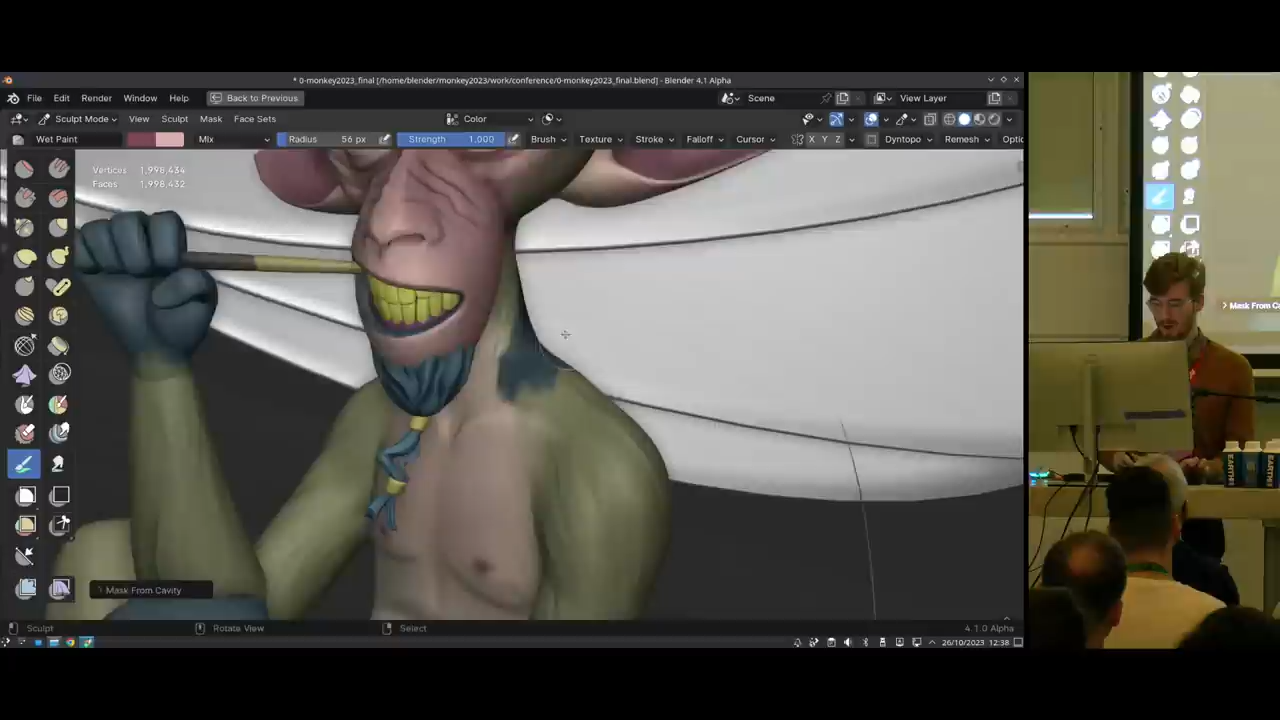 * 0-monkey2023_final [/home/blender/monkey2023/work/conference/0-monkey2023_final.blend] - Blender 4.1 Alpha
File Edit Render Window Help Back to Previous Scene View Layer
Sculpt Mode View Sculpt Mask Face Sets Color
Wet Paint Mix Radius 56 px Strength 1.000 Brush Texture Stroke Falloff Cursor X Y Z Dyntopo Remesh Optio
Vertices 1,998,434
Faces 1,998,432
Mask From Cavity
Sculpt Rotate View Select 4.1.0 Alpha
26/10/2023 12:38
Mask From Ca